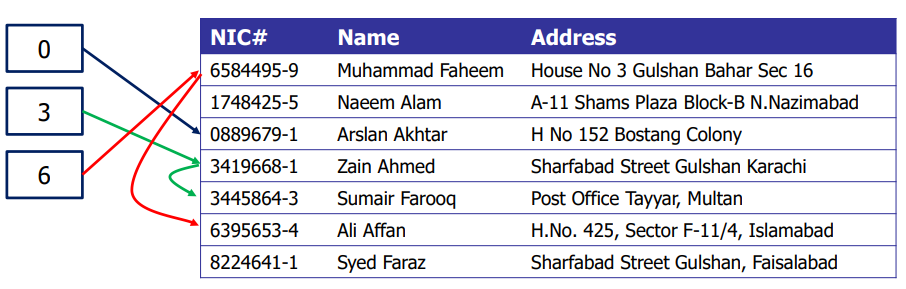 NIC# Name Address
0
6584495-9 Muhammad Faheem House No 3 Gulshan Bahar Sec 16
1748425-5 Naeem Alam A-11 Shams Plaza Block-B N.Nazimabad
3
0889679-1 Arslan Akhtar H No 152 Bostang Colony
3419668-1 Zain Ahmed Sharfabad Street Gulshan Karachi
6
3445864-3 Sumair Farooq Post Office Tayyar, Multan
6395653-4 Ali Affan H.No. 425, Sector F-11/4, Islamabad
8224641-1 Syed Faraz Sharfabad Street Gulshan, Faisalabad